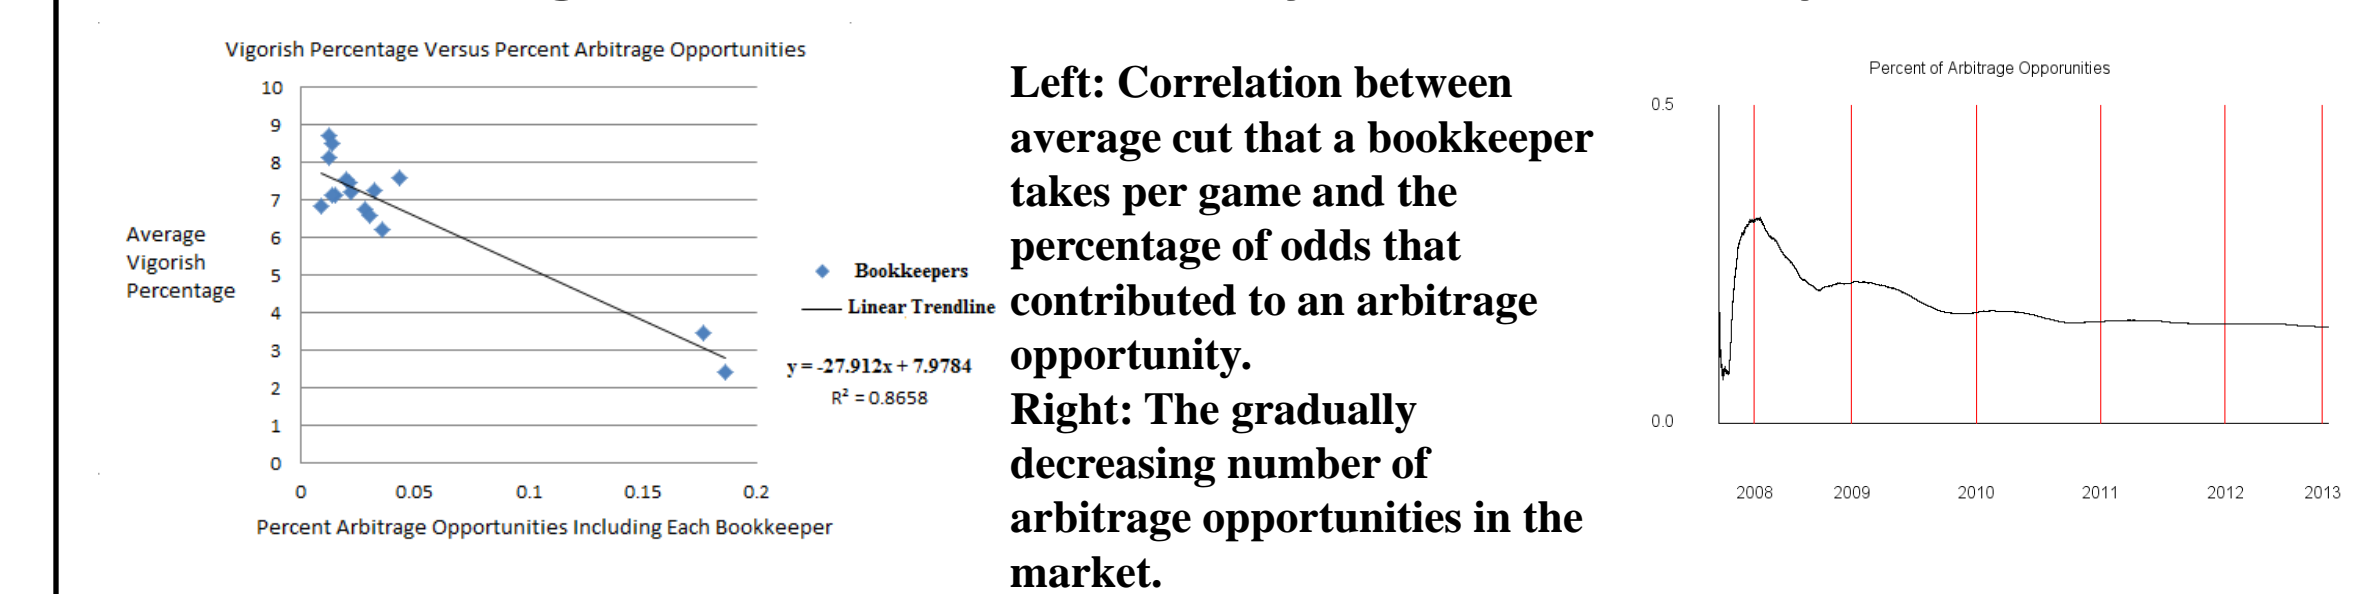 Vigorish Percentage Versus Percent Arbitrage Opportunities
10
9
8
7
6
5
4
3
2
1
0
Average
Vigorish
Percentage
0 0.05 0.1 0.15 0.2
Percent Arbitrage Opportunities Including Each Bookkeeper
Bookkeepers
Linear Trendline
y = -27.912x + 7.9784
R² = 0.8658
Left: Correlation between
average cut that a bookkeeper
takes per game and the
percentage of odds that
contributed to an arbitrage
opportunity.
Right: The gradually
decreasing number of
arbitrage opportunities in the
market.
Percent of Arbitrage Opporunities
0.5
0.0
2008 2009 2010 2011 2012 2013